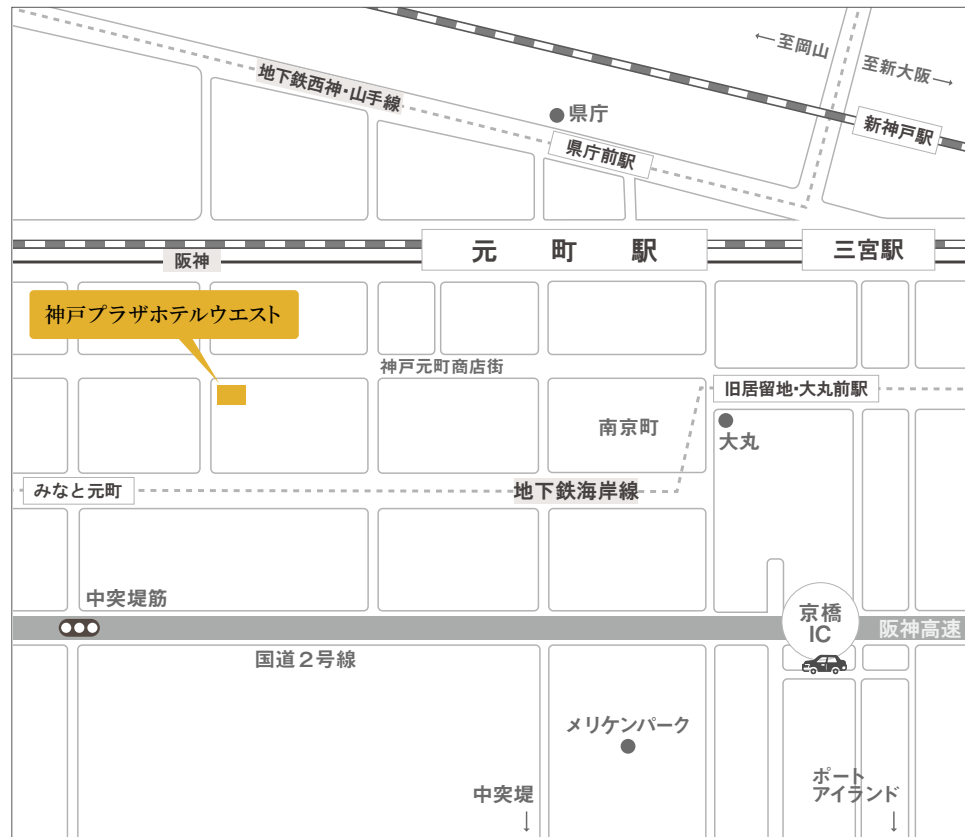 ←至岡山
至新大阪→
地下鉄西神・山手線
県庁
新神戸駅
県庁前駅
元町駅
三宮駅
阪神
神戸プラザホテルウエスト
神戸元町商店街
旧居留地・大丸前駅
南京町
大丸
みなと元町
地下鉄海岸線
中突堤筋
京橋
IC
阪神高速
国道2号線
メリケンパーク
ポート
アイランド
↓
中突堤
↓